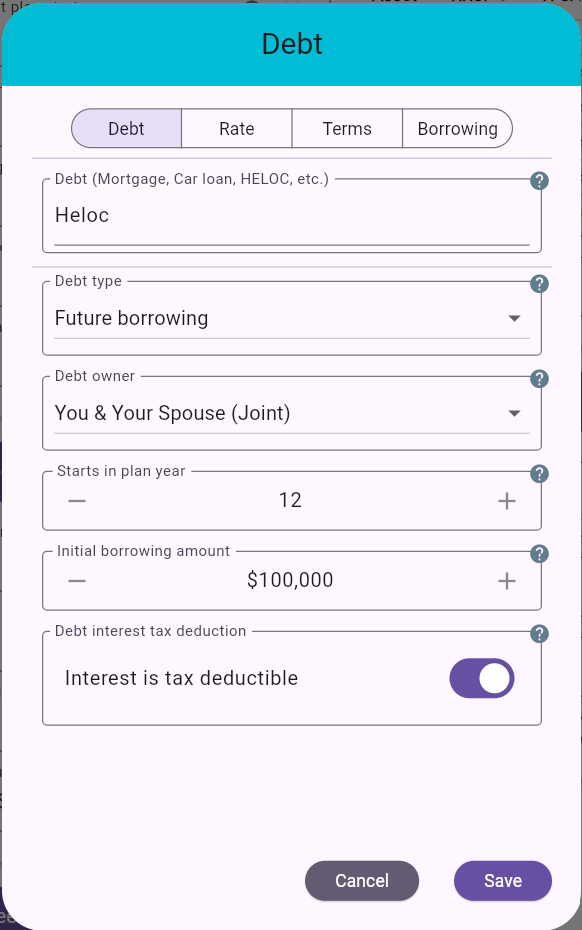 Debt
Debt
Rate
Terms
Borrowing
Debt (Mortgage, Car loan, HELOC, etc.)
?
Heloc
Debt type
?
Future borrowing
Debt owner
?
You & Your Spouse (Joint)
Starts in plan year
?
12
Initial borrowing amount
?
$100,000
Debt interest tax deduction
?
Interest is tax deductible
Cancel
Save